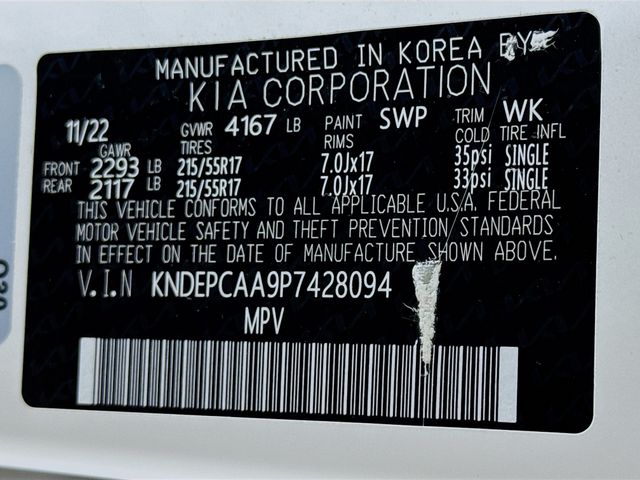 MANUFACTURED IN KOREA BY
KIA CORPORATION
11/22 GVWR 4167 LB PAINT SWP TRIM WK
GAWR TIRES RIMS COLD TIRE INFL
FRONT 2293 LB 215/55R17 7.0Jx17 35psi SINGLE
REAR 2117 LB 215/55R17 7.0Jx17 33psi SINGLE
THIS VEHICLE CONFORMS TO ALL APPLICABLE U.S.A. FEDERAL
MOTOR VEHICLE SAFETY AND THEFT PREVENTION STANDARDS
IN EFFECT ON THE DATE OF MANUFACTURE SHOWN ABOVE.
V.I.N KNDEPCAA9P7428094
MPV